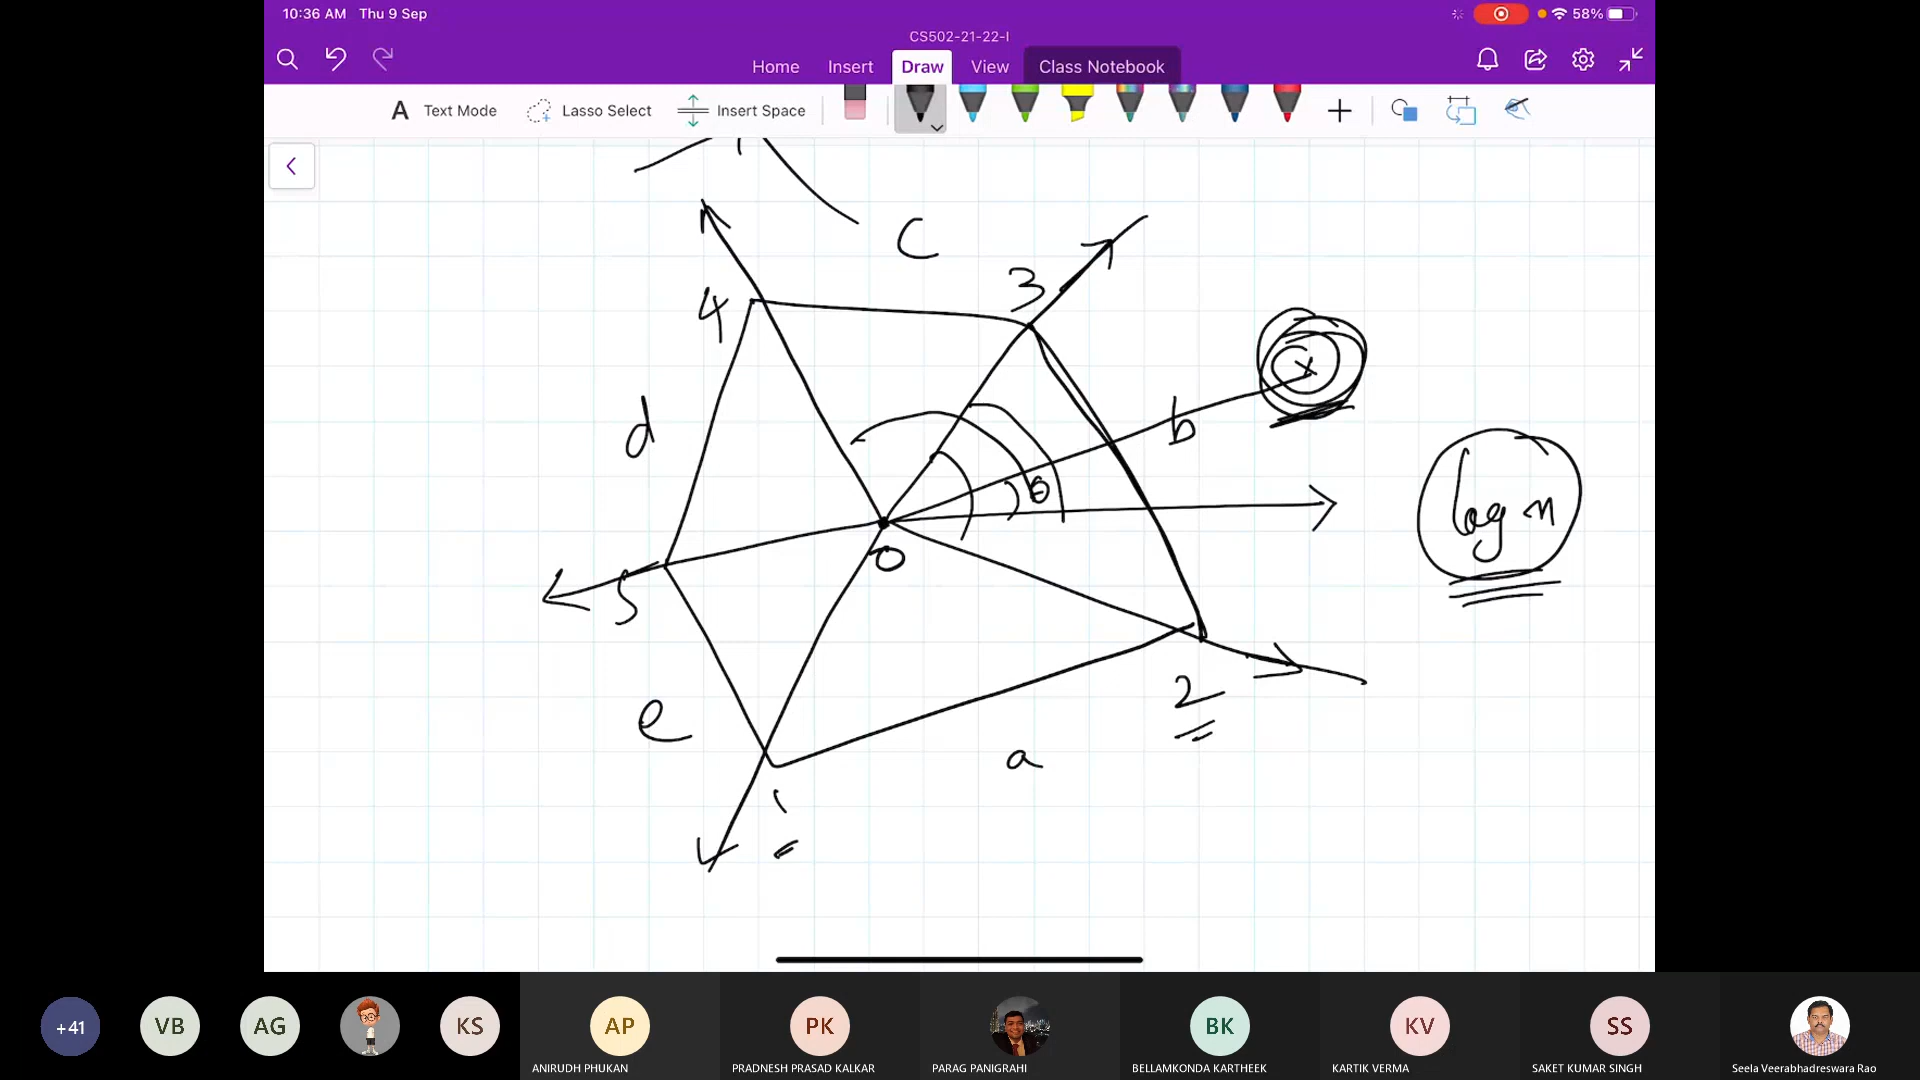 10:36 AM Thu 9 Sep
58%
CS502-21-22-I
Home Insert Draw View Class Notebook
A Text Mode Lasso Select Insert Space
C
3
4
x
b
d
θ
log n
0
5
2
e
a
1
+41 VB AG KS AP PK BK KV SS
ANIRUDH PHUKAN PRADNESH PRASAD KALKAR PARAG PANIGRAHI BELLAMKONDA KARTHEEK KARTIK VERMA SAKET KUMAR SINGH Seela Veerabhadreswara Rao